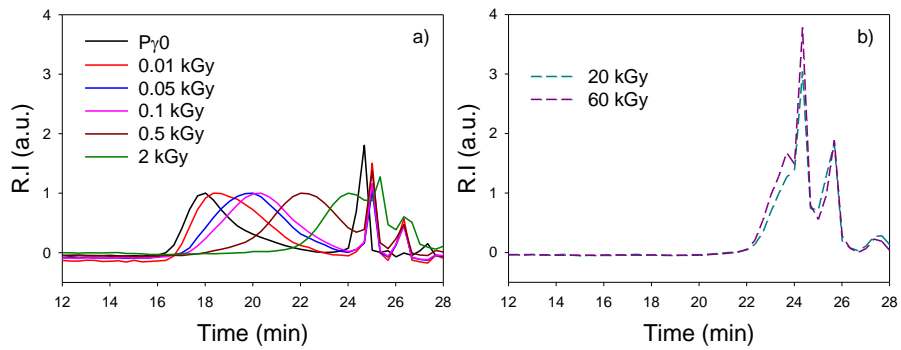 a)
Pγ0
0.01 kGy
0.05 kGy
0.1 kGy
0.5 kGy
2 kGy
R.I (a.u.)
4
3
2
1
0
12 14 16 18 20 22 24 26 28
Time (min)
b)
20 kGy
60 kGy
R.I (a.u.)
4
3
2
1
0
12 14 16 18 20 22 24 26 28
Time (min)